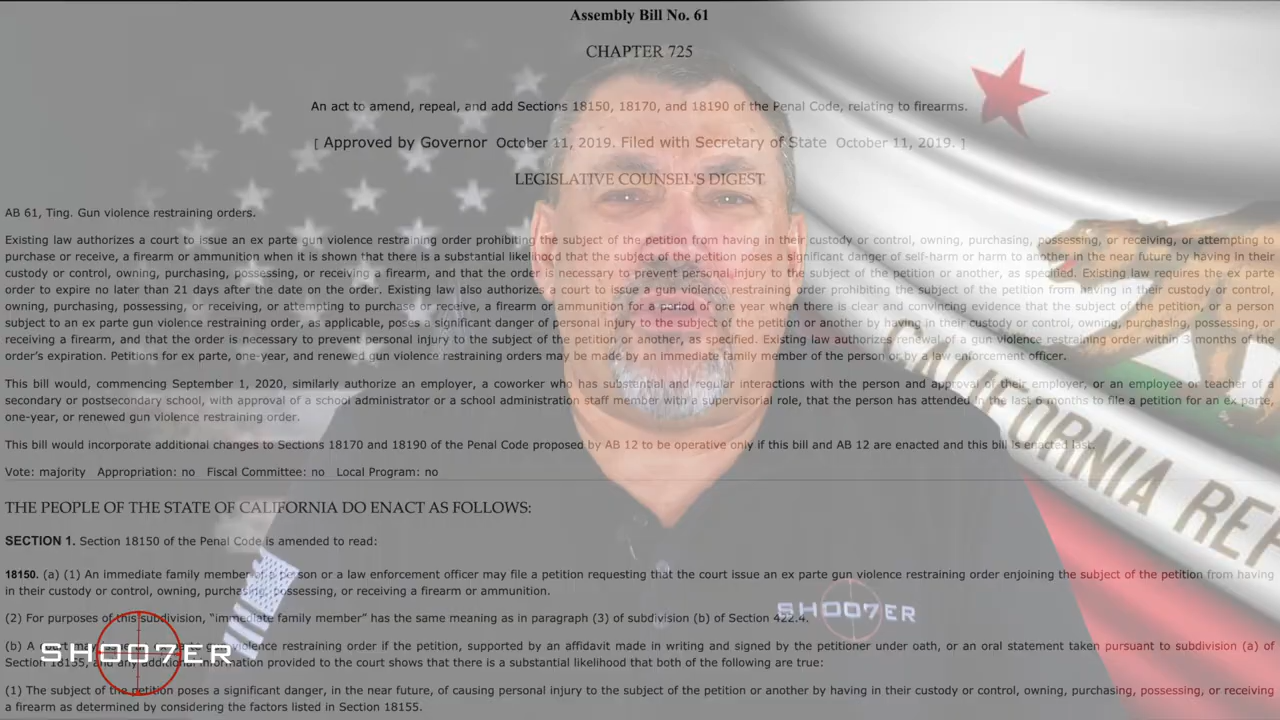 Assembly Bill No. 61
CHAPTER 725
An act to amend, repeal, and add Sections 18150, 18170, and 18190 of the Penal Code, relating to firearms.
[ Approved by Governor October 11, 2019. Filed with Secretary of State October 11, 2019. ]
LEGISLATIVE COUNSEL'S DIGEST
AB 61, Ting. Gun violence restraining orders.
Existing law authorizes a court to issue an ex parte gun violence restraining order prohibiting the subject of the petition from having in their custody or control, owning, purchasing, possessing, or receiving, or attempting to
purchase or receive, a firearm or ammunition when it is shown that there is a substantial likelihood that the subject of the petition poses a significant danger of self-harm or harm to another in the near future by having in their
custody or control, owning, purchasing, possessing, or receiving a firearm, and that the order is necessary to prevent personal injury to the subject of the petition or another, as specified. Existing law requires the ex parte
order to expire no later than 21 days after the date on the order. Existing law also authorizes a court to issue a gun violence restraining order prohibiting the subject of the petition from having in their custody or control,
owning, purchasing, possessing, or receiving, or attempting to purchase or receive, a firearm or ammunition for a period of one year when there is clear and convincing evidence that the subject of the petition, or a person
subject to an ex parte gun violence restraining order, as applicable, poses a significant danger of personal injury to the subject of the petition or another by having in their custody or control, owning, purchasing, possessing, or
receiving a firearm, and that the order is necessary to prevent personal injury to the subject of the petition or another, as specified. Existing law authorizes renewal of a gun violence restraining order within 3 months of the
order's expiration. Petitions for ex parte, one-year, and renewed gun violence restraining orders may be made by an immediate family member of the person or by a law enforcement officer.
This bill would, commencing September 1, 2020, similarly authorize an employer, a coworker who has substantial and regular interactions with the person and approval of their employer, or an employee or teacher of a
secondary or postsecondary school, with approval of a school administrator or a school administration staff member with a supervisorial role, that the person has attended in the last 6 months to file a petition for an ex parte,
one-year, or renewed gun violence restraining order.
This bill would incorporate additional changes to Sections 18170 and 18190 of the Penal Code proposed by AB 12 to be operative only if this bill and AB 12 are enacted and this bill is enacted last.
Vote: majority Appropriation: no Fiscal Committee: no Local Program: no
THE PEOPLE OF THE STATE OF CALIFORNIA DO ENACT AS FOLLOWS:
SECTION 1. Section 18150 of the Penal Code is amended to read:
18150. (a) (1) An immediate family member of a person or a law enforcement officer may file a petition requesting that the court issue an ex parte gun violence restraining order enjoining the subject of the petition from having
in their custody or control, owning, purchasing, possessing, or receiving a firearm or ammunition.
(2) For purposes of this subdivision, "immediate family member" has the same meaning as in paragraph (3) of subdivision (b) of Section 422.4.
(b) A court may issue an ex parte gun violence restraining order if the petition, supported by an affidavit made in writing and signed by the petitioner under oath, or an oral statement taken pursuant to subdivision (a) of
Section 18155, and any additional information provided to the court shows that there is a substantial likelihood that both of the following are true:
(1) The subject of the petition poses a significant danger, in the near future, of causing personal injury to the subject of the petition or another by having in their custody or control, owning, purchasing, possessing, or receiving
a firearm as determined by considering the factors listed in Section 18155.
CALIFORNIA REP
SHOO7ER
SHOO7ER